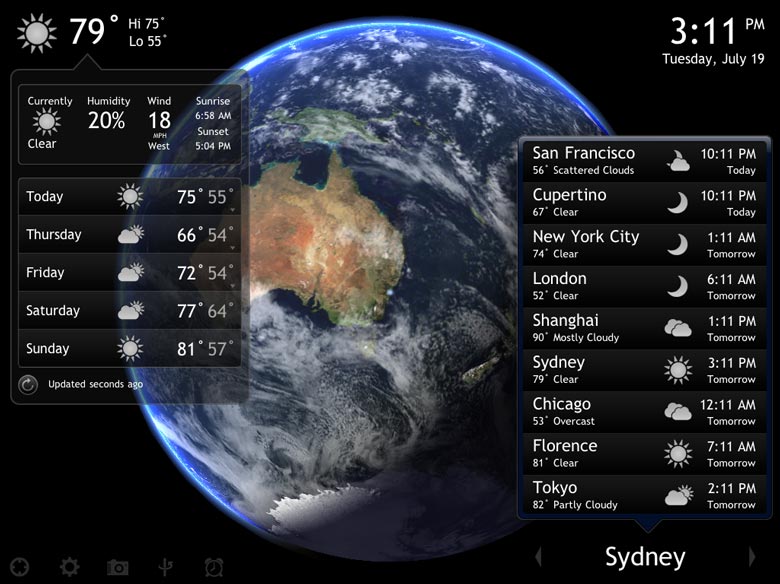 79°
Hi 75°
Lo 55°
3:11 PM
Tuesday, July 19
Currently
Clear
Humidity
20%
Wind
18
MPH
West
Sunrise
6:58 AM
Sunset
5:04 PM
Today 75° 55°
Thursday 66° 54°
Friday 72° 54°
Saturday 77° 64°
Sunday 81° 57°
Updated seconds ago
San Francisco 10:11 PM
56° Scattered Clouds Today
Cupertino 10:11 PM
67° Clear Today
New York City 1:11 AM
74° Clear Tomorrow
London 6:11 AM
52° Clear Tomorrow
Shanghai 1:11 PM
90° Mostly Cloudy Tomorrow
Sydney 3:11 PM
79° Clear Tomorrow
Chicago 12:11 AM
53° Overcast Tomorrow
Florence 7:11 AM
81° Clear Tomorrow
Tokyo 2:11 PM
82° Partly Cloudy Tomorrow
Sydney